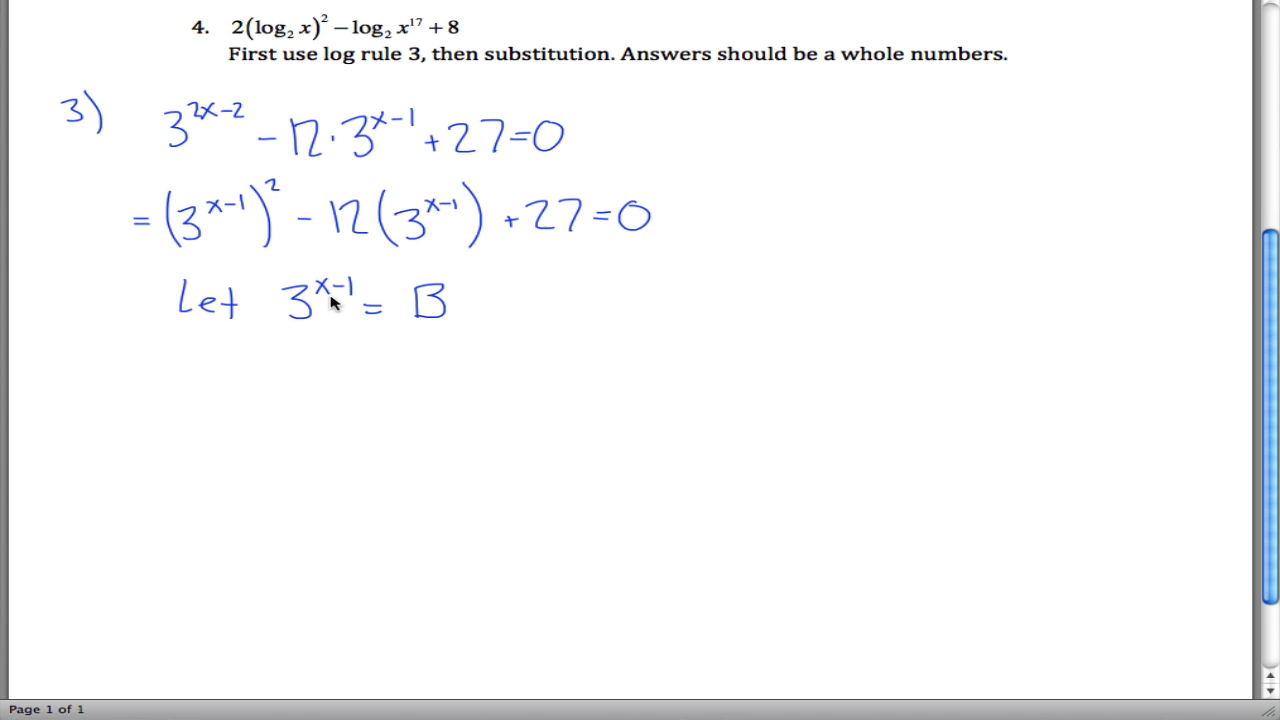 4. 2(log₂ x)² − log₂ x¹⁷ + 8
First use log rule 3, then substitution. Answers should be a whole numbers.
3) 3^{2x−2} − 12 · 3^{x−1} + 27 = 0
= (3^{x−1})² − 12(3^{x−1}) + 27 = 0
Let 3^{x−1} = B
Page 1 of 1